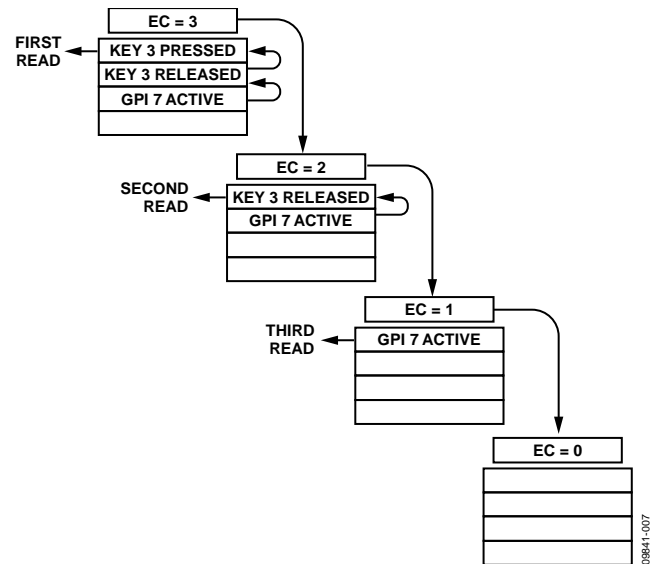 EC = 3
FIRST
READ
KEY 3 PRESSED
KEY 3 RELEASED
GPI 7 ACTIVE
EC = 2
SECOND
READ
KEY 3 RELEASED
GPI 7 ACTIVE
EC = 1
THIRD
READ
GPI 7 ACTIVE
EC = 0
09841-007